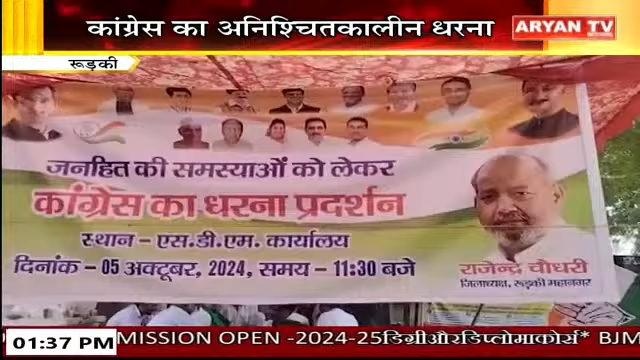 कांग्रेस का अनिश्चितकालीन धरना
ARYAN TV
रूड़की
जनहित की समस्याओं को लेकर
कांग्रेस का धरना प्रदर्शन
स्थान - एस.डी.एम. कार्यालय
दिनांक - 05 अक्टूबर, 2024, समय - 11:30 बजे
राजेन्द्र चौधरी
जिलाध्यक्ष, रूड़की महानगर
01:37 PM MISSION OPEN -2024-25डिग्रीऔरडिप्लोमाकोर्स* BJM